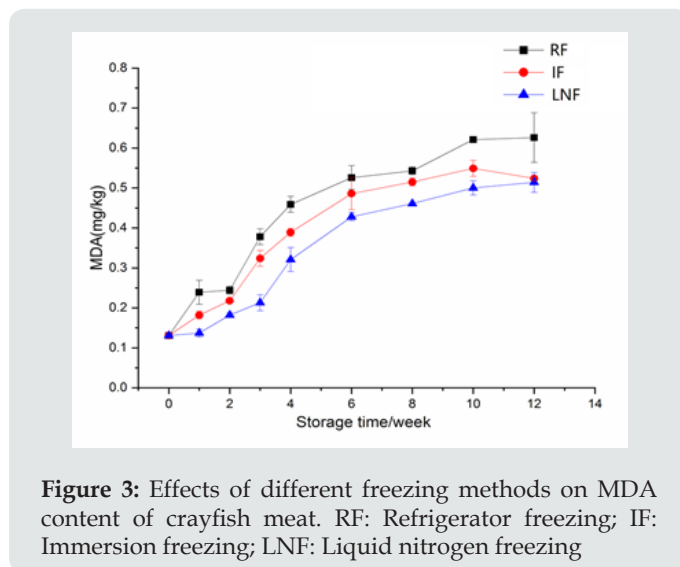 RF
IF
LNF
0.8
0.7
0.6
0.5
0.4
0.3
0.2
0.1
0.0
MDA(mg/kg)
0 2 4 6 8 10 12 14
Storage time/week
Figure 3: Effects of different freezing methods on MDA
content of crayfish meat. RF: Refrigerator freezing; IF:
Immersion freezing; LNF: Liquid nitrogen freezing